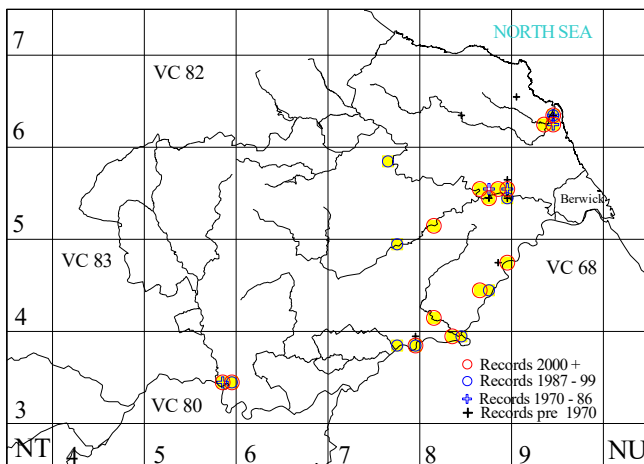 7
NORTH SEA
VC 82
6
Berwick
5
VC 83
VC 68
4
Records 2000 +
Records 1987 - 99
Records 1970 - 86
Records pre 1970
VC 80
3
NT 4 5 6 7 8 9 NU